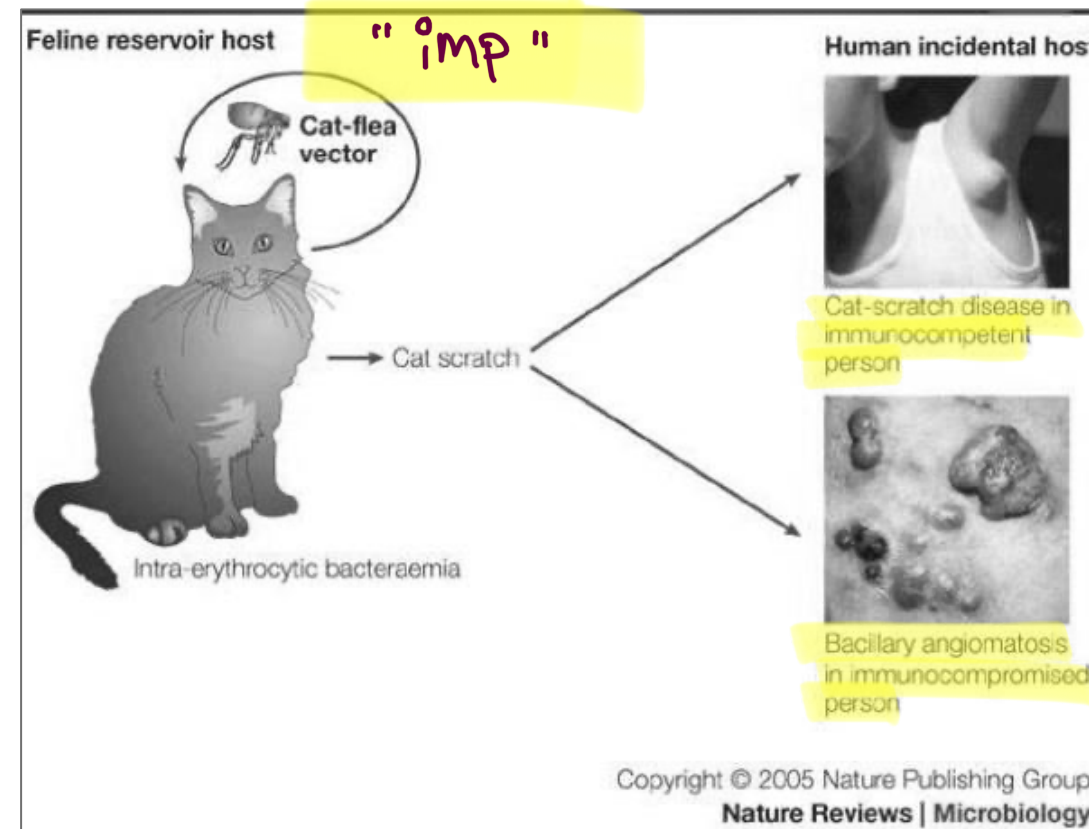 Feline reservoir host
" imp "
Human incidental hos
Cat-flea
vector
Cat scratch
Cat-scratch disease in
immunocompetent
person
Intra-erythrocytic bacteraemia
Bacillary angiomatosis
in immunocompromised
person
Copyright © 2005 Nature Publishing Group
Nature Reviews | Microbiology